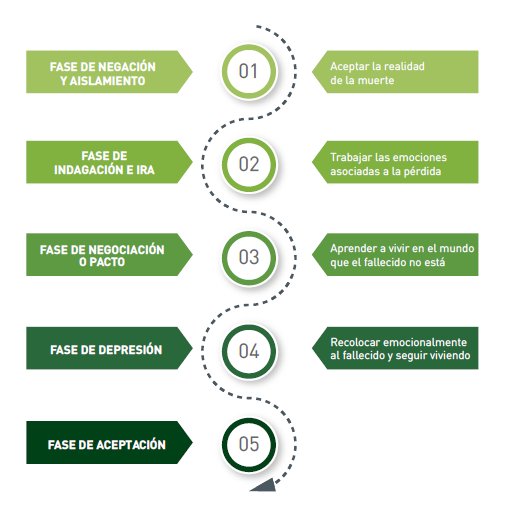 FASE DE NEGACIÓN
Y AISLAMIENTO
01
Aceptar la realidad
de la muerte
FASE DE
INDAGACIÓN E IRA
02
Trabajar las emociones
asociadas a la pérdida
FASE DE NEGOCIACIÓN
O PACTO
03
Aprender a vivir en el mundo
que el fallecido no está
FASE DE DEPRESIÓN
04
Recolocar emocionalmente
al fallecido y seguir viviendo
FASE DE ACEPTACIÓN
05